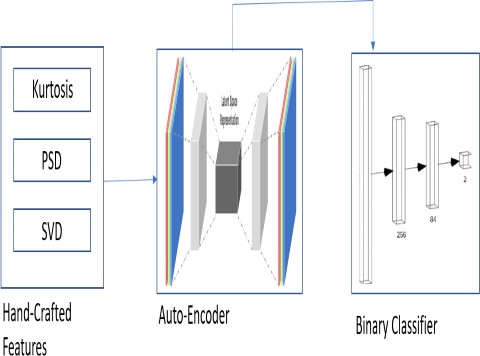 Kurtosis
PSD
SVD
Hand-Crafted
Features
Latent Space
Representation
Auto-Encoder
256
84
2
Binary Classifier